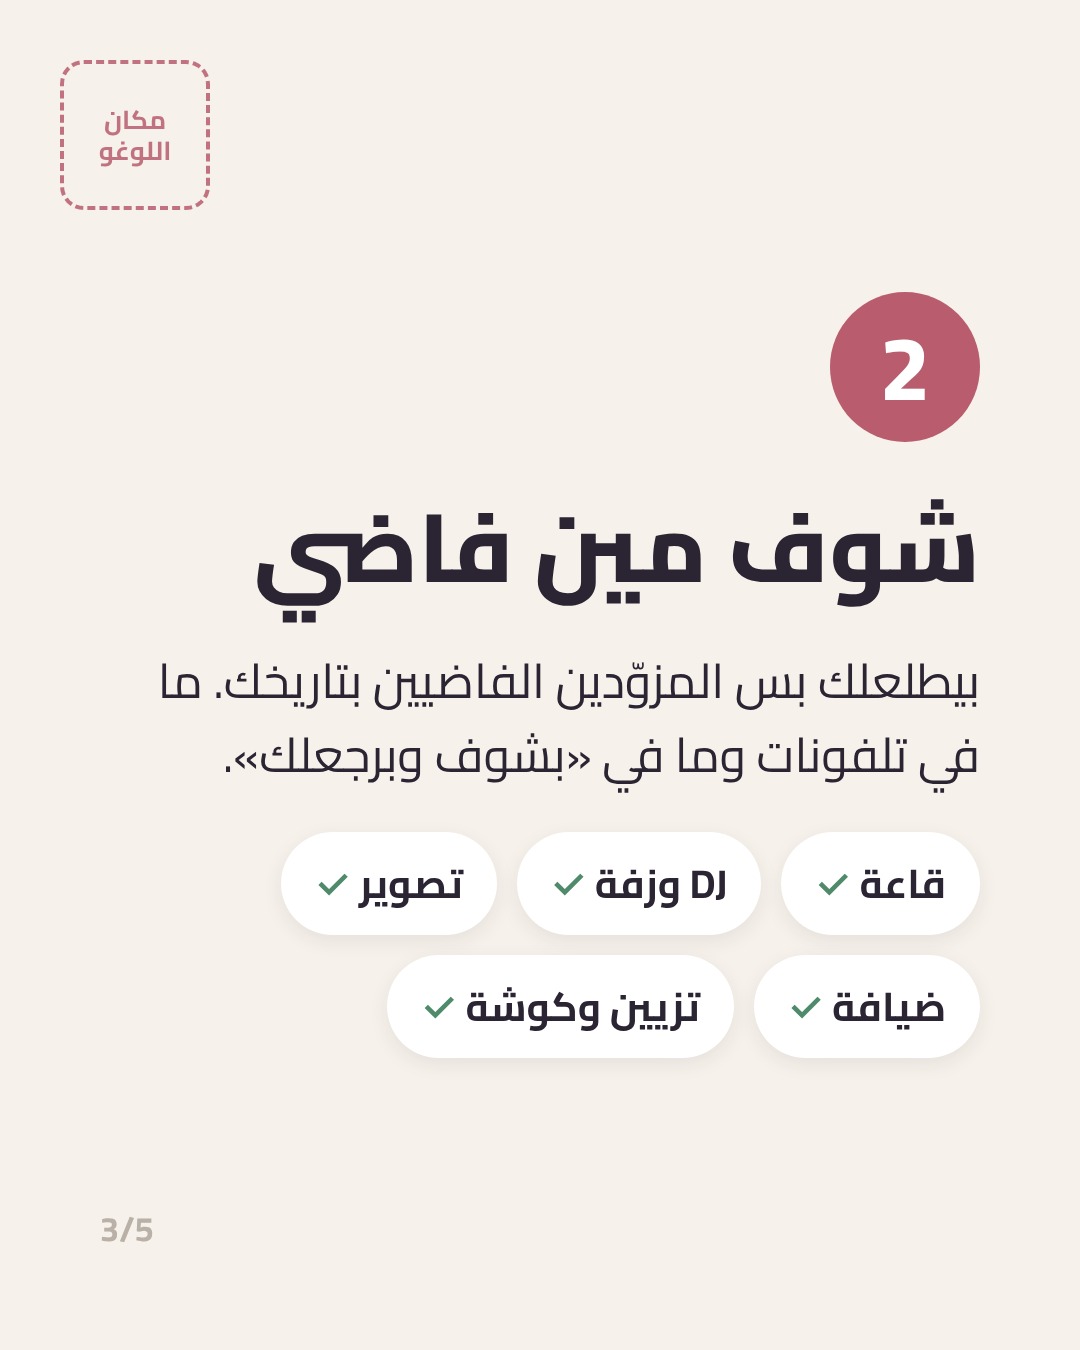 مكان
اللوغو
2
شوف مين فاضي
بيطلعلك بس المزوّدين الفاضيين بتاريخك. ما
في تلفونات وما في «بشوف وبرجعلك».
قاعة ✓
DJ وزفة ✓
تصوير ✓
ضيافة ✓
تزيين وكوشة ✓
3/5